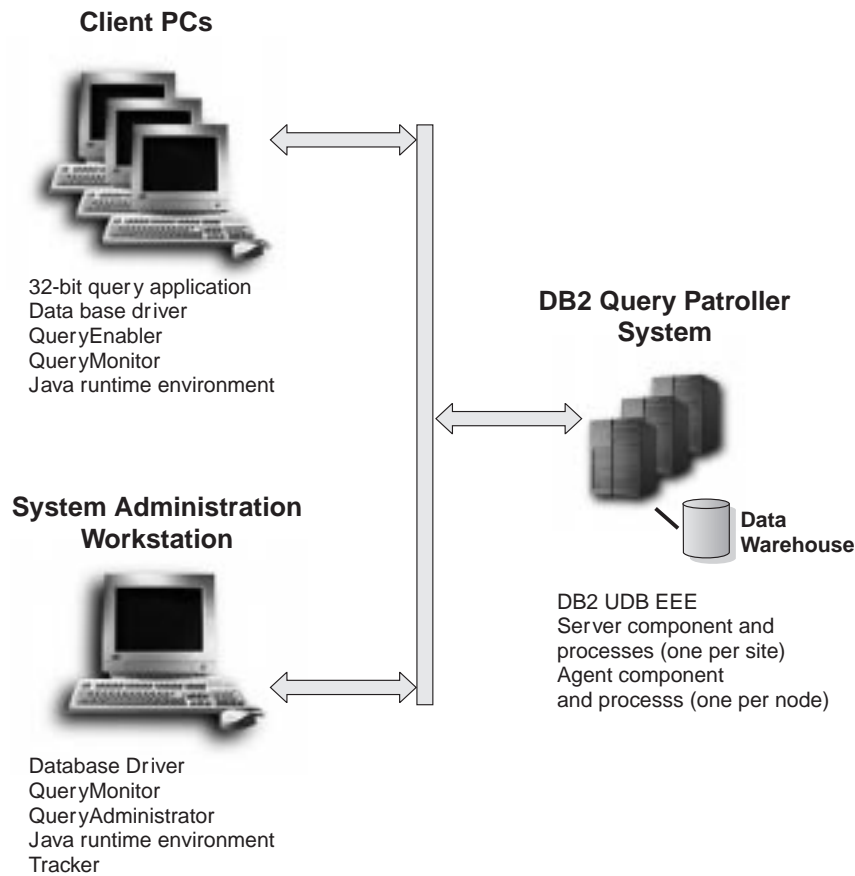 Client PCs
32-bit query application
Data base driver
QueryEnabler
QueryMonitor
Java runtime environment
DB2 Query Patroller
System
Data
Warehouse
DB2 UDB EEE
Server component and
processes (one per site)
Agent component
and processs (one per node)
System Administration
Workstation
Database Driver
QueryMonitor
QueryAdministrator
Java runtime environment
Tracker